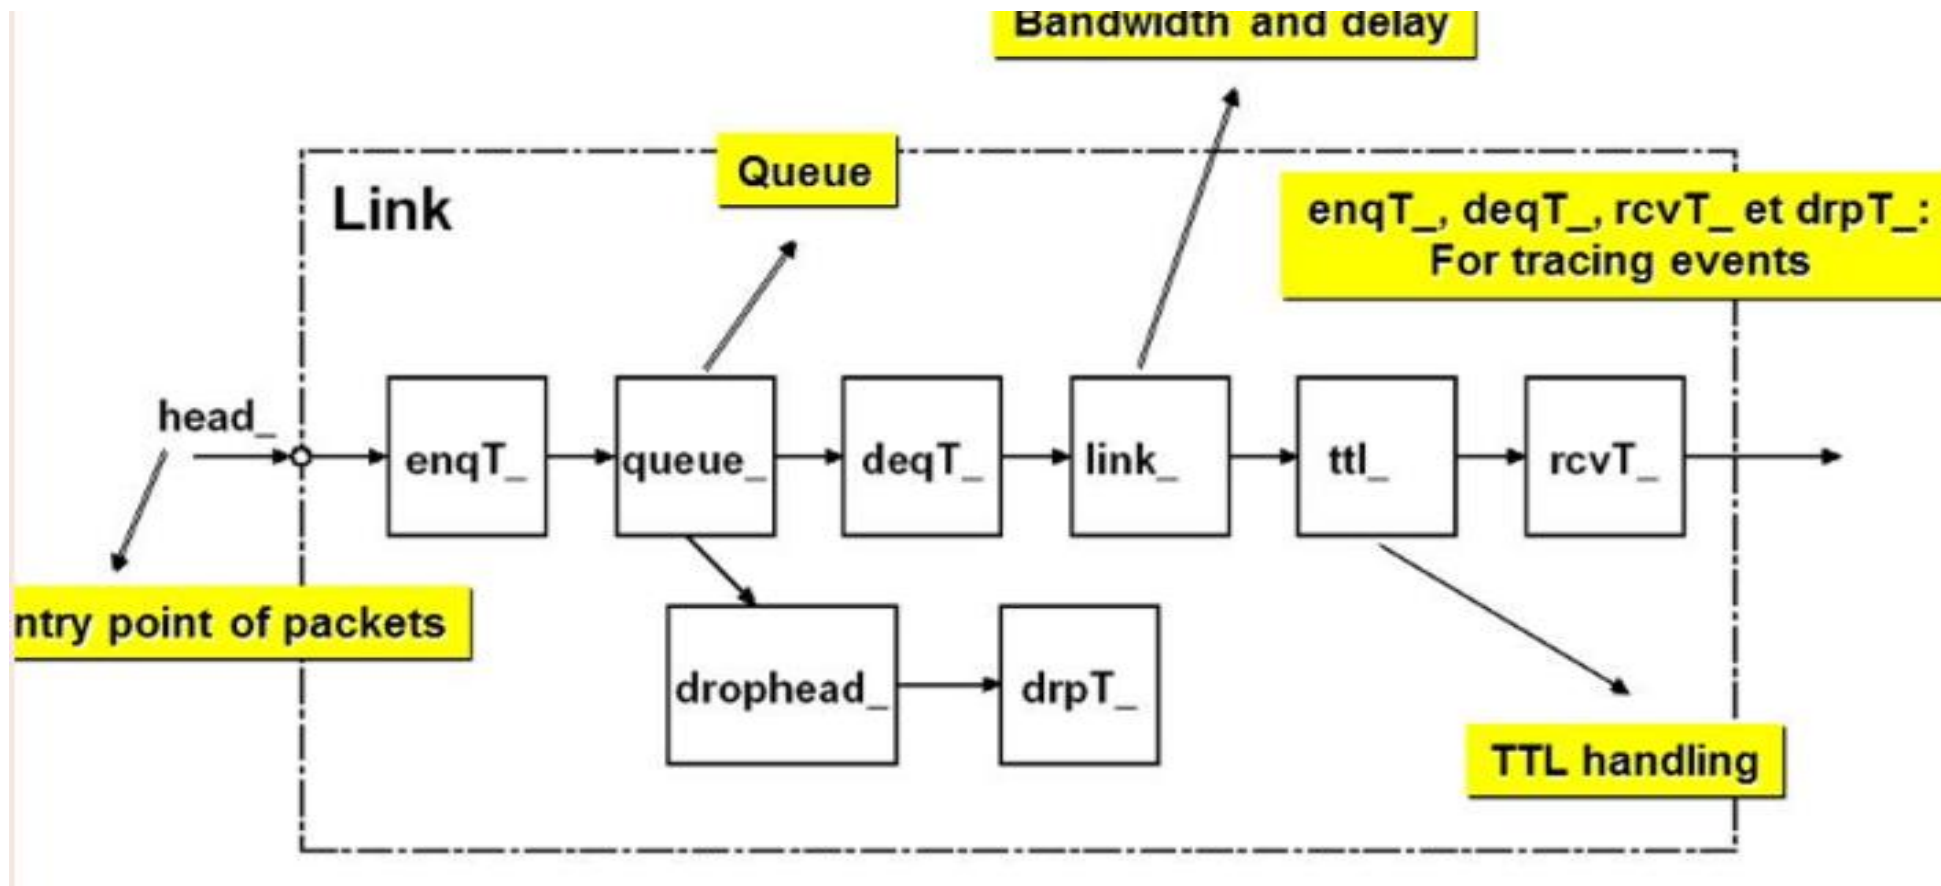 Bandwidth and delay
Queue
Link
enqT_, deqT_, rcvT_ et drpT_:
For tracing events
head_
enqT_
queue_
deqT_
link_
ttl_
rcvT_
ntry point of packets
drophead_
drpT_
TTL handling